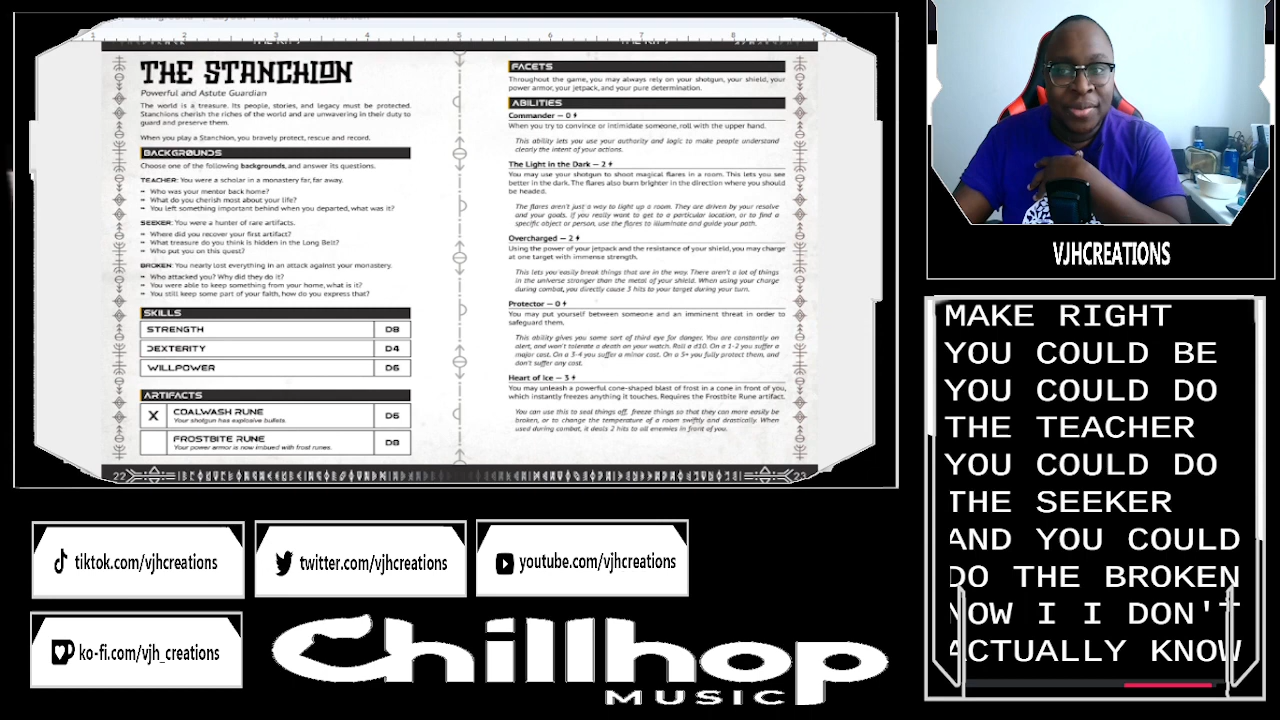 THE STANCHION
Powerful and Astute Guardian
The world is a treasure. Its people, stories, and legacy must be protected.
Stanchions cherish the riches of the world and are unwavering in their duty to
guard and preserve them.
When you play a Stanchion, you bravely protect, rescue and record.
BACKGROUNDS
Choose one of the following backgrounds, and answer its questions.
TEACHER: You were a scholar in a monastery far, far away.
Who was your mentor back home?
What do you cherish most about your life?
You left something important behind when you departed, what was it?
SEEKER: You were a hunter of rare artifacts.
Where did you recover your first artifact?
What treasure do you think is hidden in the Long Belt?
Who put you on this quest?
BROKEN: You nearly lost everything in an attack against your monastery.
Who attacked you? Why did they do it?
You were able to keep something from your home, what is it?
You still keep some part of your faith, how do you express that?
SKILLS
STRENGTH D8
DEXTERITY D4
WILLPOWER D6
ARTIFACTS
X COALWASH RUNE D6
Your shotgun has explosive bullets.
FROSTBITE RUNE D8
Your power armor is now imbued with frost runes.
22
FACETS
Throughout the game, you may always rely on your shotgun, your shield, your
power armor, your jetpack, and your pure determination.
ABILITIES
Commander — 0
When you try to convince or intimidate someone, roll with the upper hand.
This ability lets you use your authority and logic to make people understand
clearly the intent of your actions.
The Light in the Dark — 2
You may use your shotgun to shoot magical flares in a room. This lets you see
better in the dark. The flares also burn brighter in the direction where you should
be headed.
The flares aren't just a way to light up a room. They are driven by your resolve
and your goals. If you really want to get to a particular location, or to find a
specific object or person, use the flares to illuminate and guide your path.
Overcharged — 2
Using the power of your jetpack and the resistance of your shield, you may charge
at one target with immense strength.
This lets you easily break things that are in the way. There aren't a lot of things
in the universe stronger than the metal of your shield. When using your charge
during combat, you directly cause 3 hits to your target during your turn.
Protector — 0
You may put yourself between someone and an imminent threat in order to
safeguard them.
This ability gives you some sort of third eye for danger. You are constantly on
alert, and won't tolerate a death on your watch. Roll a d10. On a 1-2 you suffer a
major cost. On a 3-4 you suffer a minor cost. On a 5+ you fully protect them, and
don't suffer any cost.
Heart of Ice — 3
You may unleash a powerful cone-shaped blast of frost in a cone in front of you,
which instantly freezes anything it touches. Requires the Frostbite Rune artifact.
You can use this to seal things off, freeze things so that they can more easily be
broken, or to change the temperature of a room swiftly and drastically. When
used during combat, it deals 2 hits to all enemies in front of you.
23
VJHCREATIONS
MAKE RIGHT
YOU COULD BE
YOU COULD DO
THE TEACHER
YOU COULD DO
THE SEEKER
AND YOU COULD
DO THE BROKEN
NOW I I DON'T
ACTUALLY KNOW
tiktok.com/vjhcreations
twitter.com/vjhcreations
youtube.com/vjhcreations
ko-fi.com/vjh_creations
Chillhop
MUSIC